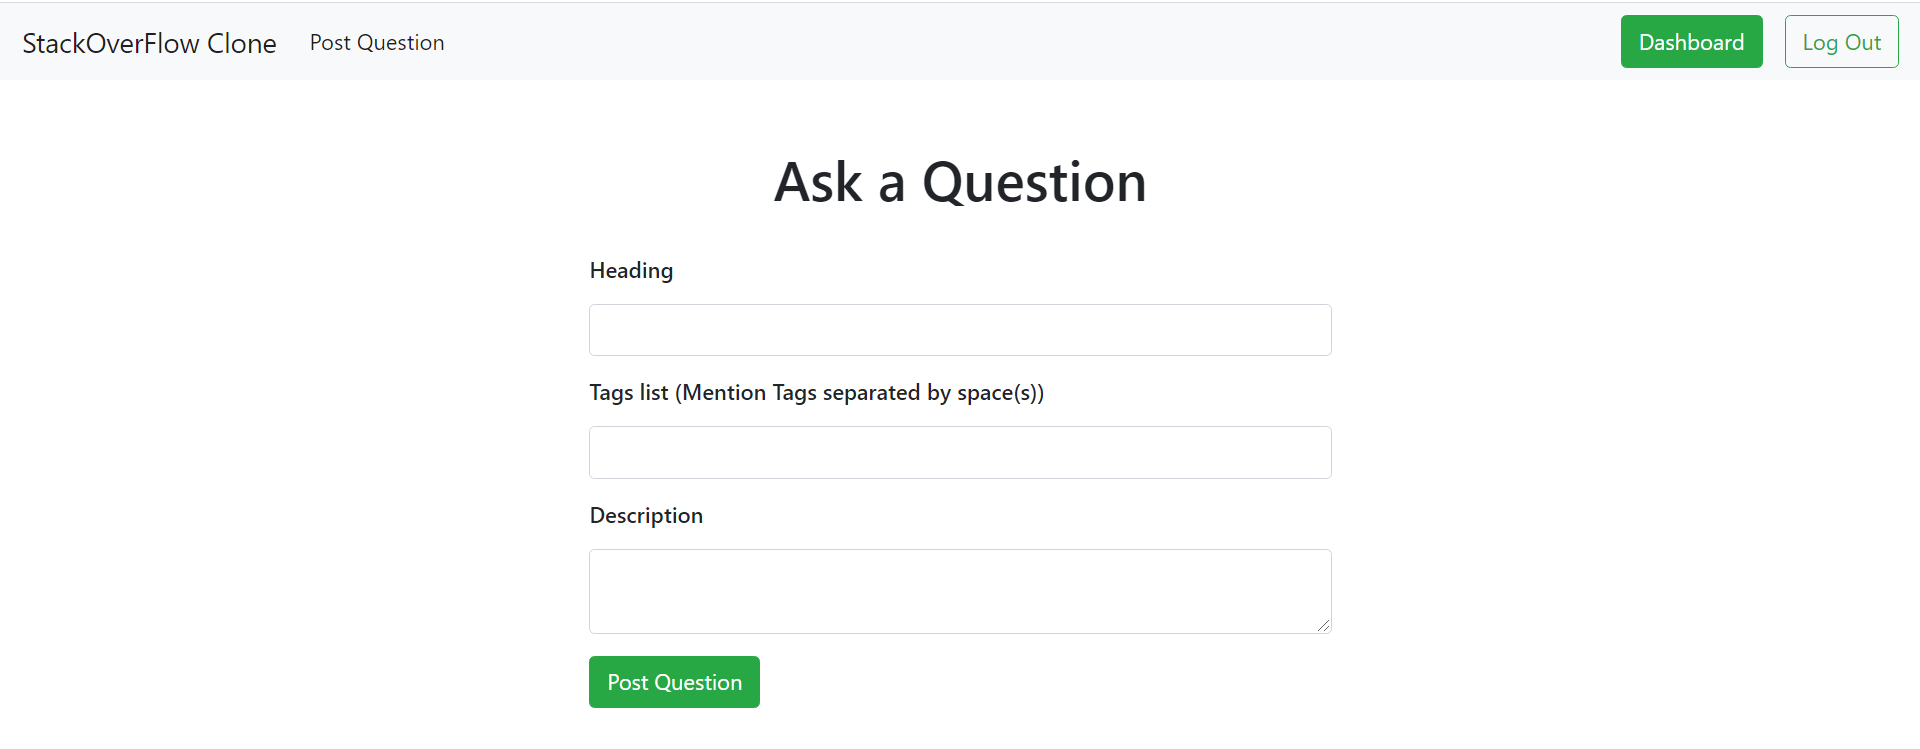 StackOverFlow Clone Post Question Dashboard Log Out
Ask a Question
Heading
Tags list (Mention Tags separated by space(s))
Description
Post Question